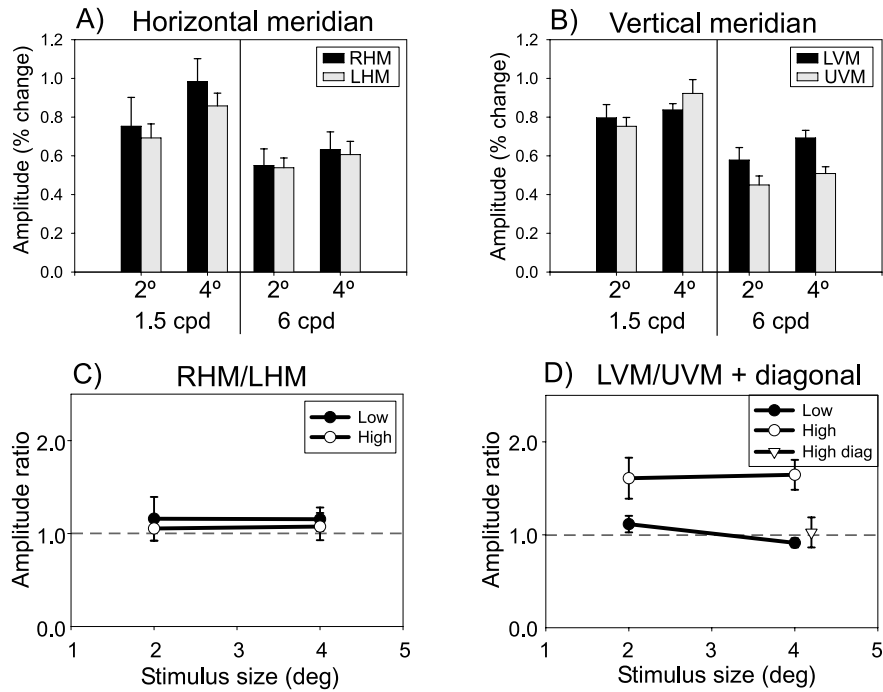 A) Horizontal meridian
Amplitude (% change)
1.2
1.0
0.8
0.6
0.4
0.2
0.0
RHM
LHM
2º 4º 2º 4º
1.5 cpd 6 cpd
B) Vertical meridian
Amplitude (% change)
1.2
1.0
0.8
0.6
0.4
0.2
0.0
LVM
UVM
2º 4º 2º 4º
1.5 cpd 6 cpd
C) RHM/LHM
Amplitude ratio
2.0
1.0
0.0
Low
High
1 2 3 4 5
Stimulus size (deg)
D) LVM/UVM + diagonal
Amplitude ratio
2.0
1.0
0.0
Low
High
High diag
1 2 3 4 5
Stimulus size (deg)